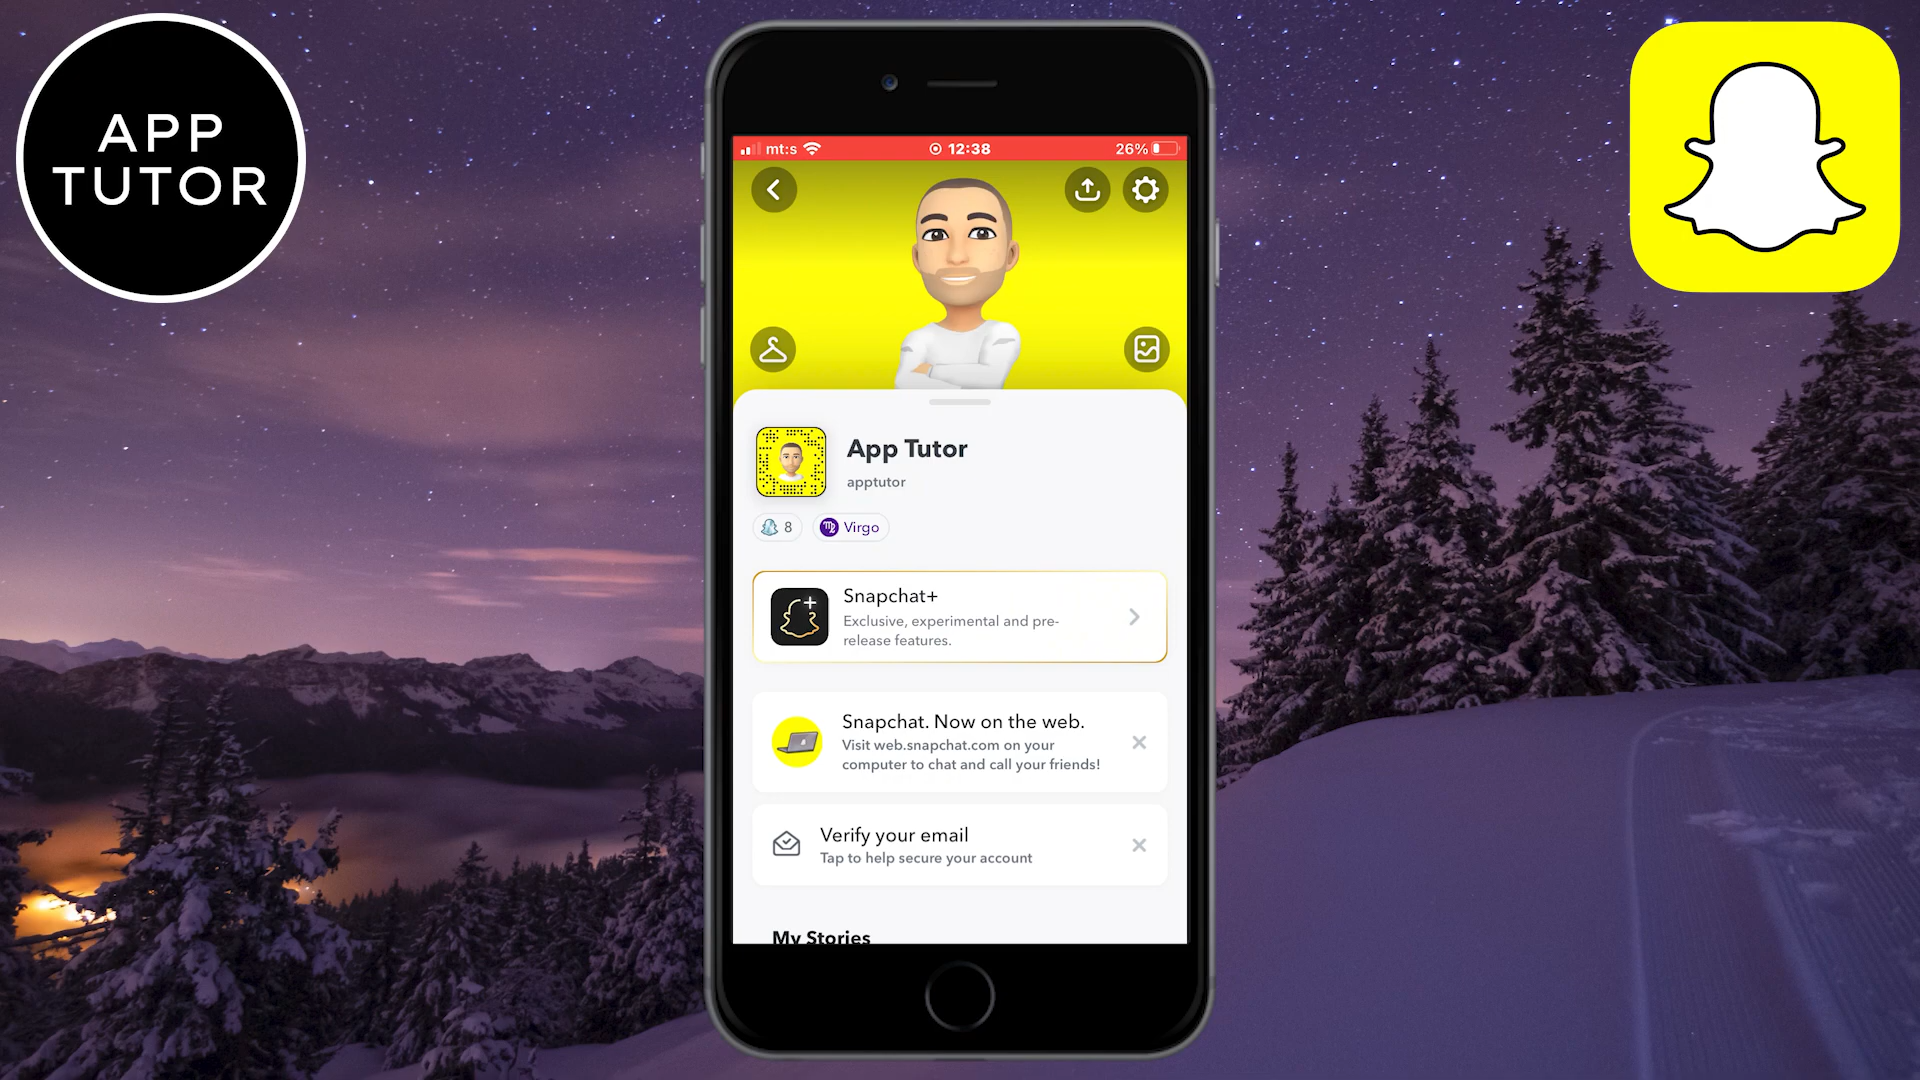 APP
TUTOR
mt:s
12:38
26%
App Tutor
apptutor
8
Virgo
Snapchat+
Exclusive, experimental and pre-
release features.
Snapchat. Now on the web.
Visit web.snapchat.com on your
computer to chat and call your friends!
Verify your email
Tap to help secure your account
My Stories